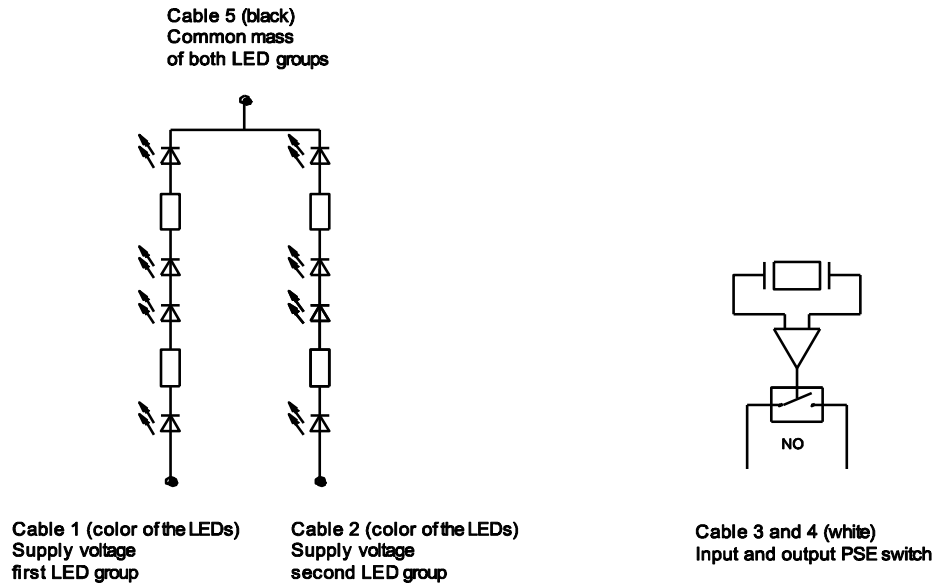 Cable 5 (black)
Common mass
of both LED groups
NO
Cable 1 (color of the LEDs)
Supply voltage
first LED group
Cable 2 (color of the LEDs)
Supply voltage
second LED group
Cable 3 and 4 (white)
Input and output PSE switch